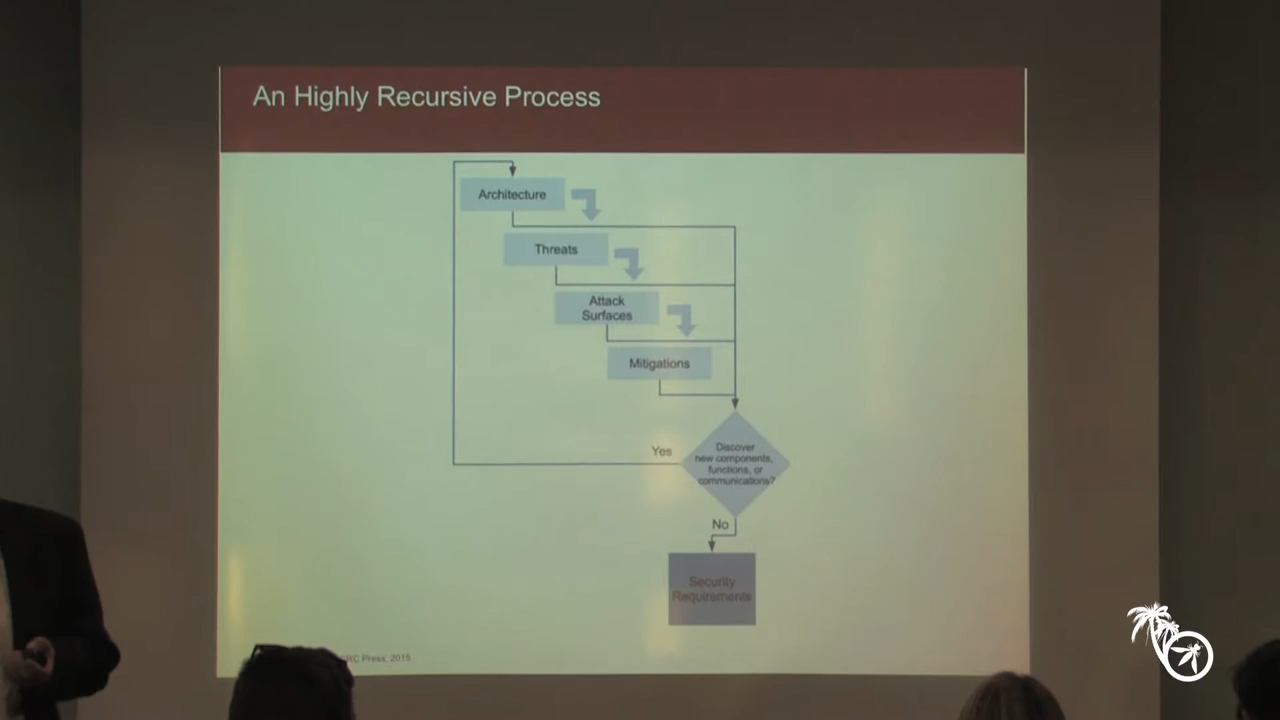 An Highly Recursive Process
Architecture
Threats
Attack
Surfaces
Mitigations
Yes
Discover
new components,
functions, or
communications?
No
Security
Requirements
Press, 2015